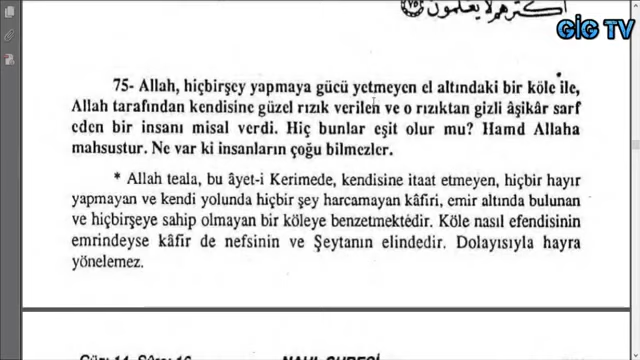 اكثرهم لا يعلمون ﴿٧٥﴾
GİG TV
75- Allah, hiçbirşey yapmaya gücü yetmeyen el altındaki bir köle ile,
Allah tarafından kendisine güzel rızık verilen ve o rızıktan gizli âşikâr sarf
eden bir insanı misal verdi. Hiç bunlar eşit olur mu? Hamd Allaha
mahsustur. Ne var ki insanların çoğu bilmezler.
* Allah teala, bu âyet-i Kerimede, kendisine itaat etmeyen, hiçbir hayır
yapmayan ve kendi yolunda hiçbir şey harcamayan kâfiri, emir altında bulunan
ve hiçbirşeye sahip olmayan bir köleye benzetmektedir. Köle nasıl efendisinin
emrindeyse kâfir de nefsinin ve Şeytanın elindedir. Dolayısıyla hayra
yönelemez.